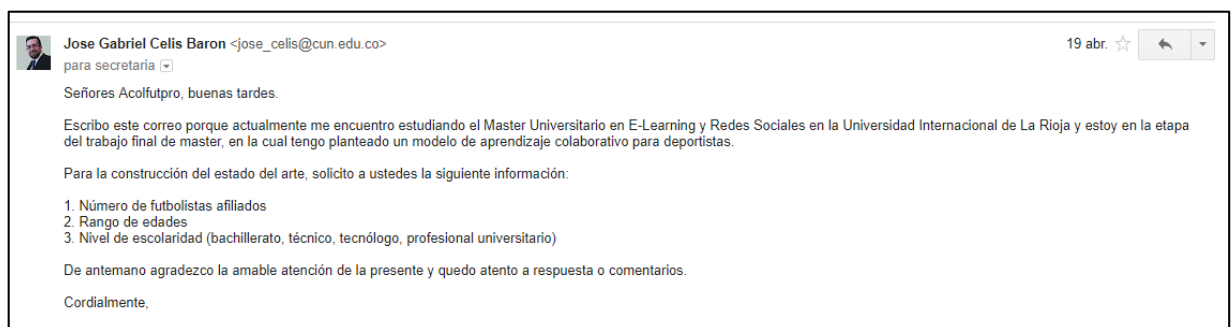 Jose Gabriel Celis Baron <jose_celis@cun.edu.co>
19 abr.
para secretaria
Señores Acolfutpro, buenas tardes.
Escribo este correo porque actualmente me encuentro estudiando el Master Universitario en E-Learning y Redes Sociales en la Universidad Internacional de La Rioja y estoy en la etapa
del trabajo final de master, en la cual tengo planteado un modelo de aprendizaje colaborativo para deportistas.
Para la construcción del estado del arte, solicito a ustedes la siguiente información:
1. Número de futbolistas afiliados
2. Rango de edades
3. Nivel de escolaridad (bachillerato, técnico, tecnólogo, profesional universitario)
De antemano agradezco la amable atención de la presente y quedo atento a respuesta o comentarios.
Cordialmente,